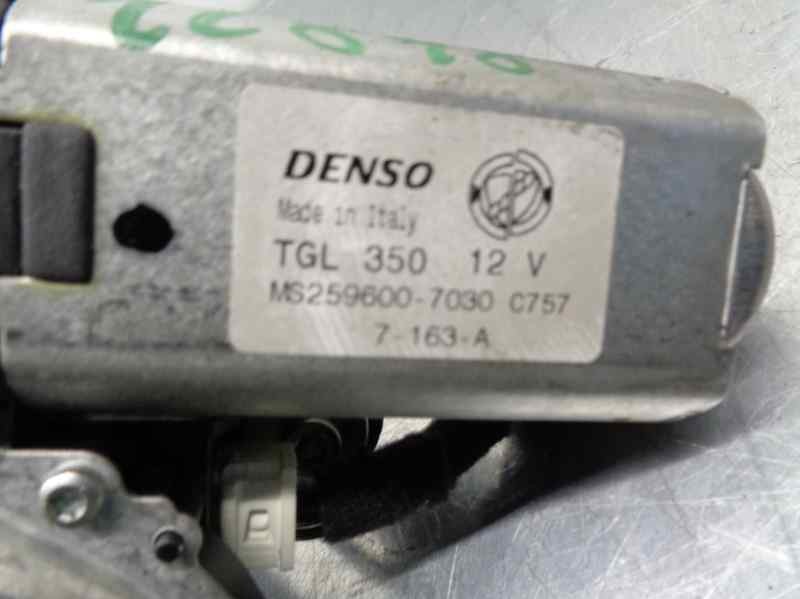 DENSO
Made in Italy
TGL 350 12 V
MS259600-7030 C757
7-163-A